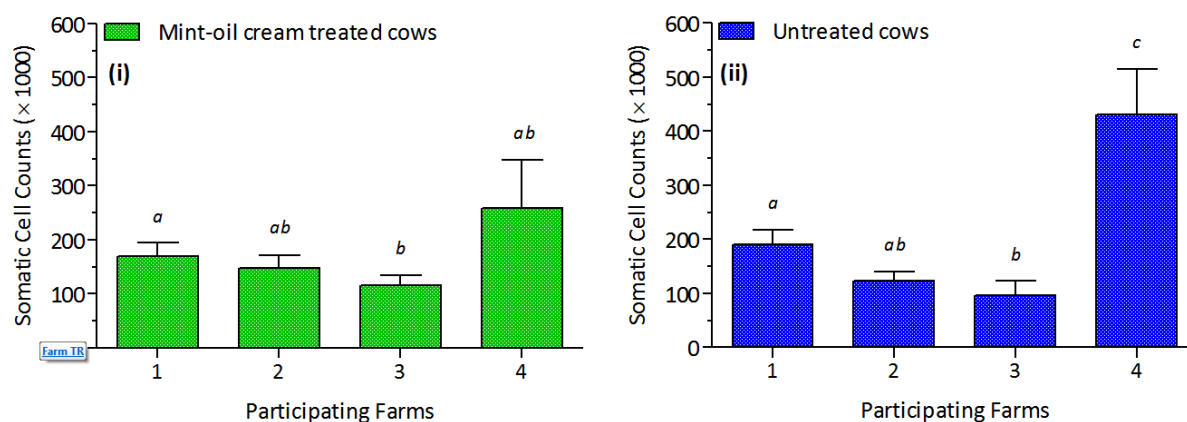 Mint-oil cream treated cows
(i)
Somatic Cell Counts (× 1000)
600
500
400
300
200
100
a
ab
b
ab
Farm TR
1 2 3 4
Participating Farms
Untreated cows
(ii)
Somatic Cell Counts (× 1000)
600
500
400
300
200
100
0
a
ab
b
c
1 2 3 4
Participating Farms